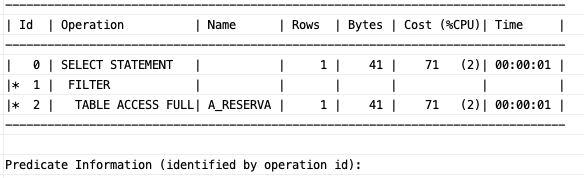 --------------------------------------------------------------------------------
| Id  | Operation          | Name      | Rows  | Bytes | Cost (%CPU)| Time     |
--------------------------------------------------------------------------------
|   0 | SELECT STATEMENT   |           |     1 |    41 |    71   (2)| 00:00:01 |
|*  1 |  FILTER            |           |       |       |            |          |
|*  2 |   TABLE ACCESS FULL| A_RESERVA |     1 |    41 |    71   (2)| 00:00:01 |
--------------------------------------------------------------------------------
Predicate Information (identified by operation id):